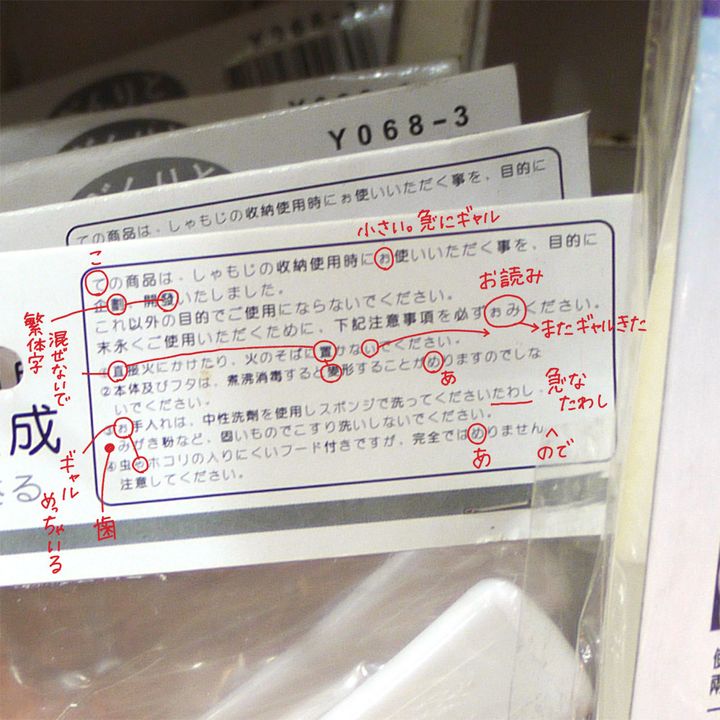 Y068-3
Y068-3
ての商品は、しゃもじの収納使用時にぉ使いいただく事を、目的に
小さい。急にギャル
こ
ての商品は、しゃもじの収納使用時にぉ使いいただく事を、目的に
企劃、開發いたしました。
これ以外の目的でご使用にならないでください。
末永くご使用いただくために、下記注意事項を必ずぉみください。
①直接火にかけたり、火のそばに置かないでください。
②本体及びフタは、煮沸消毒すると變形することがめりますのでしな
いでください。
③ぉ手入れは、中性洗劑を使用しスポンジで洗ってくださいたわし
みがき粉など、固いものでこすり洗いしないでください。
④虫ゃホコリの入りにくいフード付きですが、完全ではめりません
注意してください。
お読み
またギャルきた
繁体字
混ぜないで
あ
急な
たわし
あ
ので
ギャル
めっちゃいる
歯
成
る